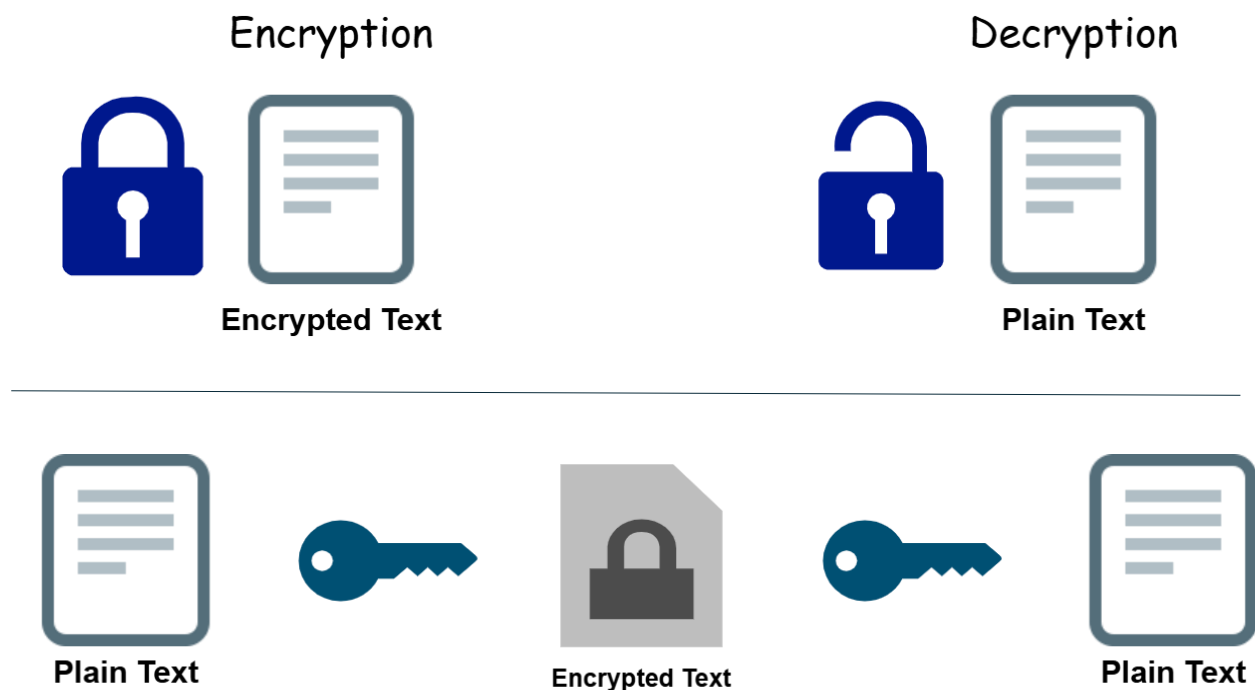 Encryption
Decryption
Encrypted Text
Plain Text
Plain Text
Encrypted Text
Plain Text